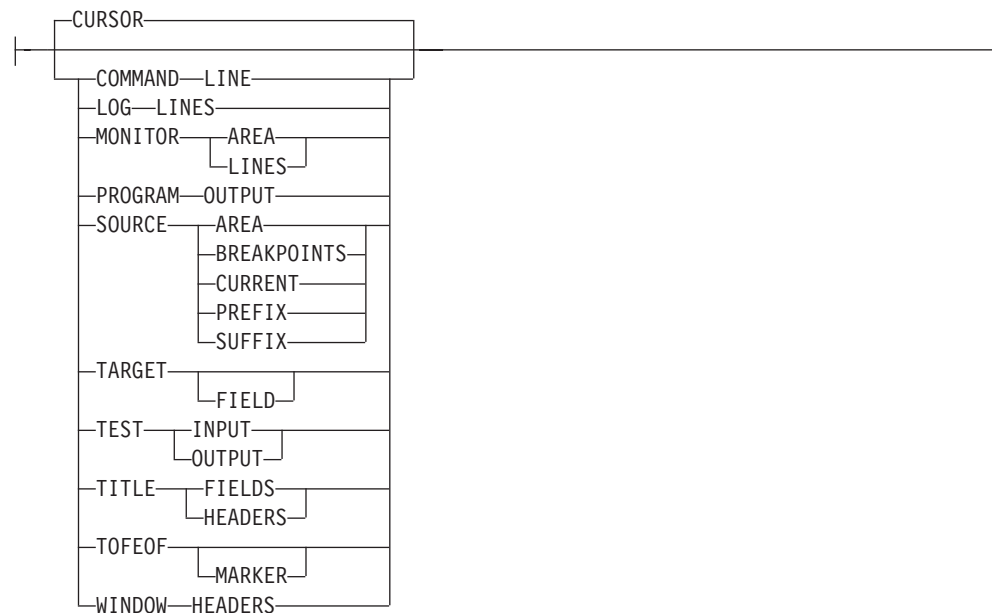 CURSOR
COMMAND LINE
LOG LINES
MONITOR AREA
LINES
PROGRAM OUTPUT
SOURCE AREA
BREAKPOINTS
CURRENT
PREFIX
SUFFIX
TARGET
FIELD
TEST INPUT
OUTPUT
TITLE FIELDS
HEADERS
TOFEOF
MARKER
WINDOW HEADERS